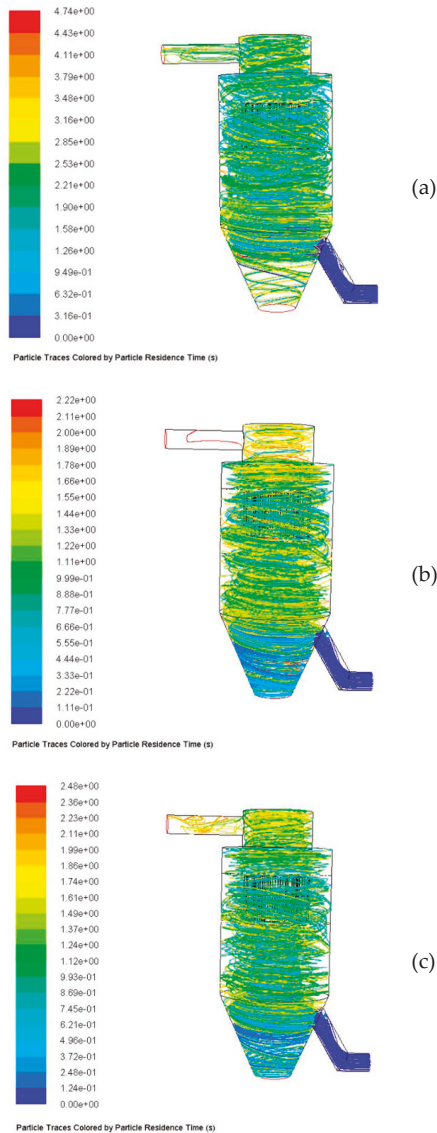 4.74e+00
4.43e+00
4.11e+00
3.79e+00
3.48e+00
3.16e+00
2.85e+00
2.53e+00
2.21e+00
1.90e+00
1.58e+00
1.26e+00
9.49e-01
6.32e-01
3.16e-01
0.00e+00
(a)
Particle Traces Colored by Particle Residence Time (s)
2.22e+00
2.11e+00
2.00e+00
1.89e+00
1.78e+00
1.66e+00
1.55e+00
1.44e+00
1.33e+00
1.22e+00
1.11e+00
9.99e-01
8.88e-01
7.77e-01
6.66e-01
5.55e-01
4.44e-01
3.33e-01
2.22e-01
1.11e-01
0.00e+00
(b)
Particle Traces Colored by Particle Residence Time (s)
2.48e+00
2.36e+00
2.23e+00
2.11e+00
1.99e+00
1.86e+00
1.74e+00
1.61e+00
1.49e+00
1.37e+00
1.24e+00
1.12e+00
9.93e-01
8.69e-01
7.45e-01
6.21e-01
4.96e-01
3.72e-01
2.48e-01
1.24e-01
0.00e+00
(c)
Particle Traces Colored by Particle Residence Time (s)